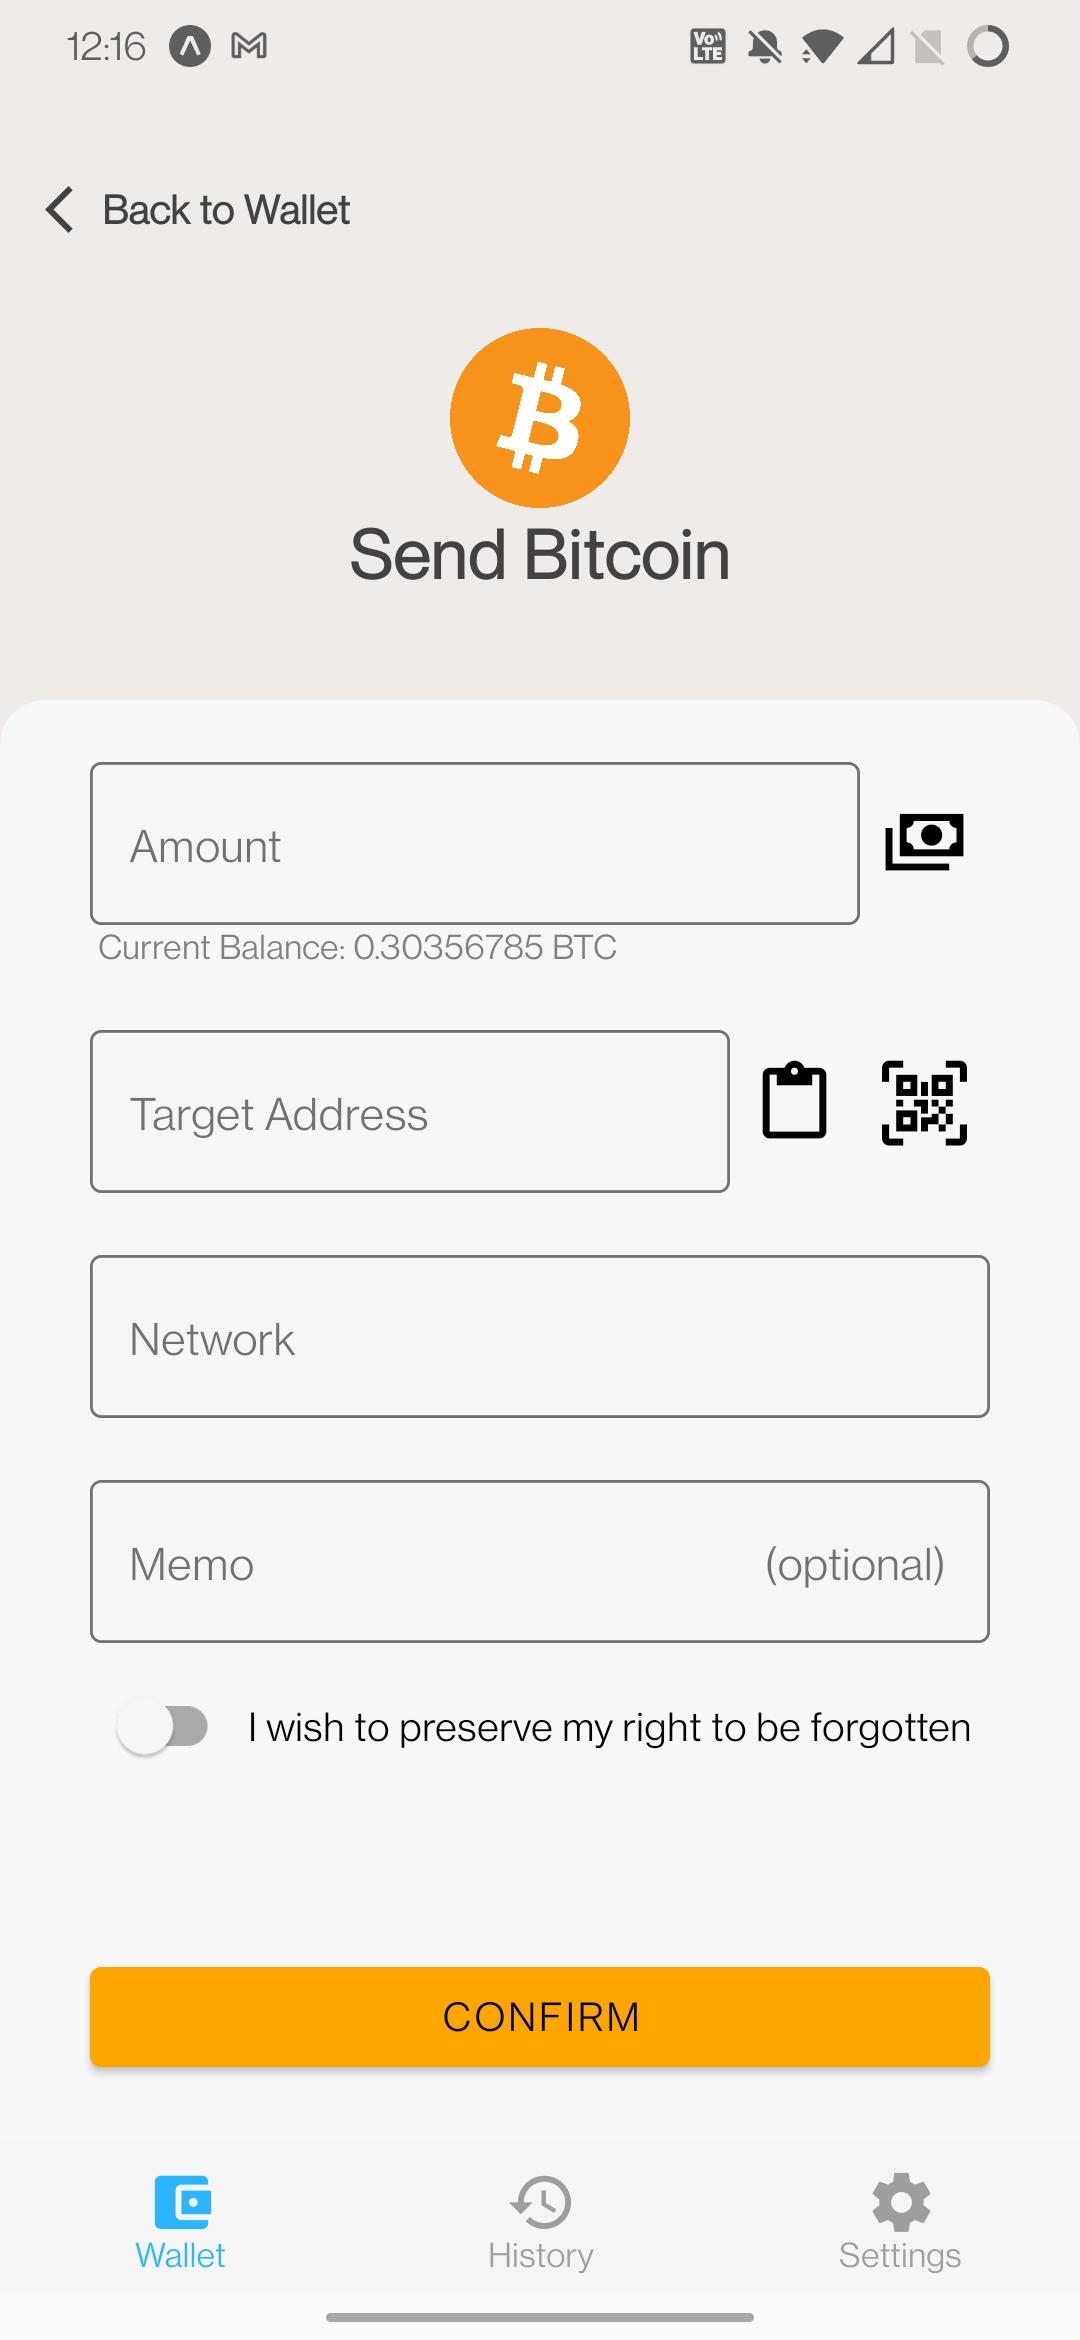 12:16
Vo)) LTE
Back to Wallet
Send Bitcoin
Amount
Current Balance: 0.30356785 BTC
Target Address
Network
Memo (optional)
I wish to preserve my right to be forgotten
CONFIRM
Wallet History Settings